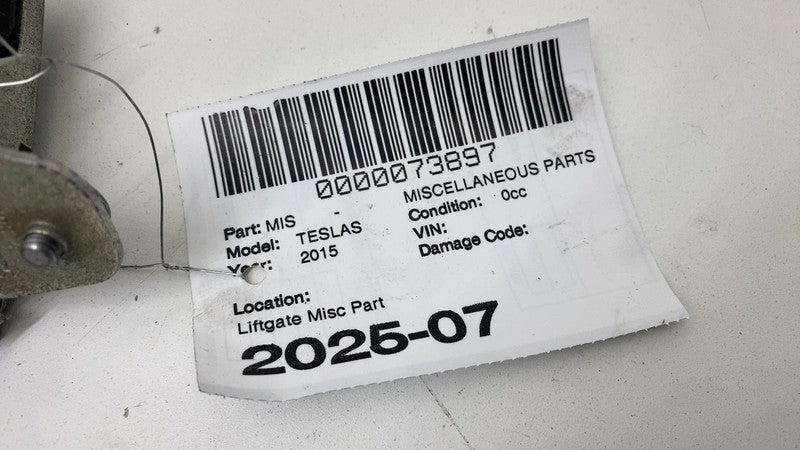 0000073897
Part: MIS - MISCELLANEOUS PARTS
Model: TESLAS Condition: 0cc
Year: 2015 VIN:
Damage Code:
Location:
Liftgate Misc Part
2025-07